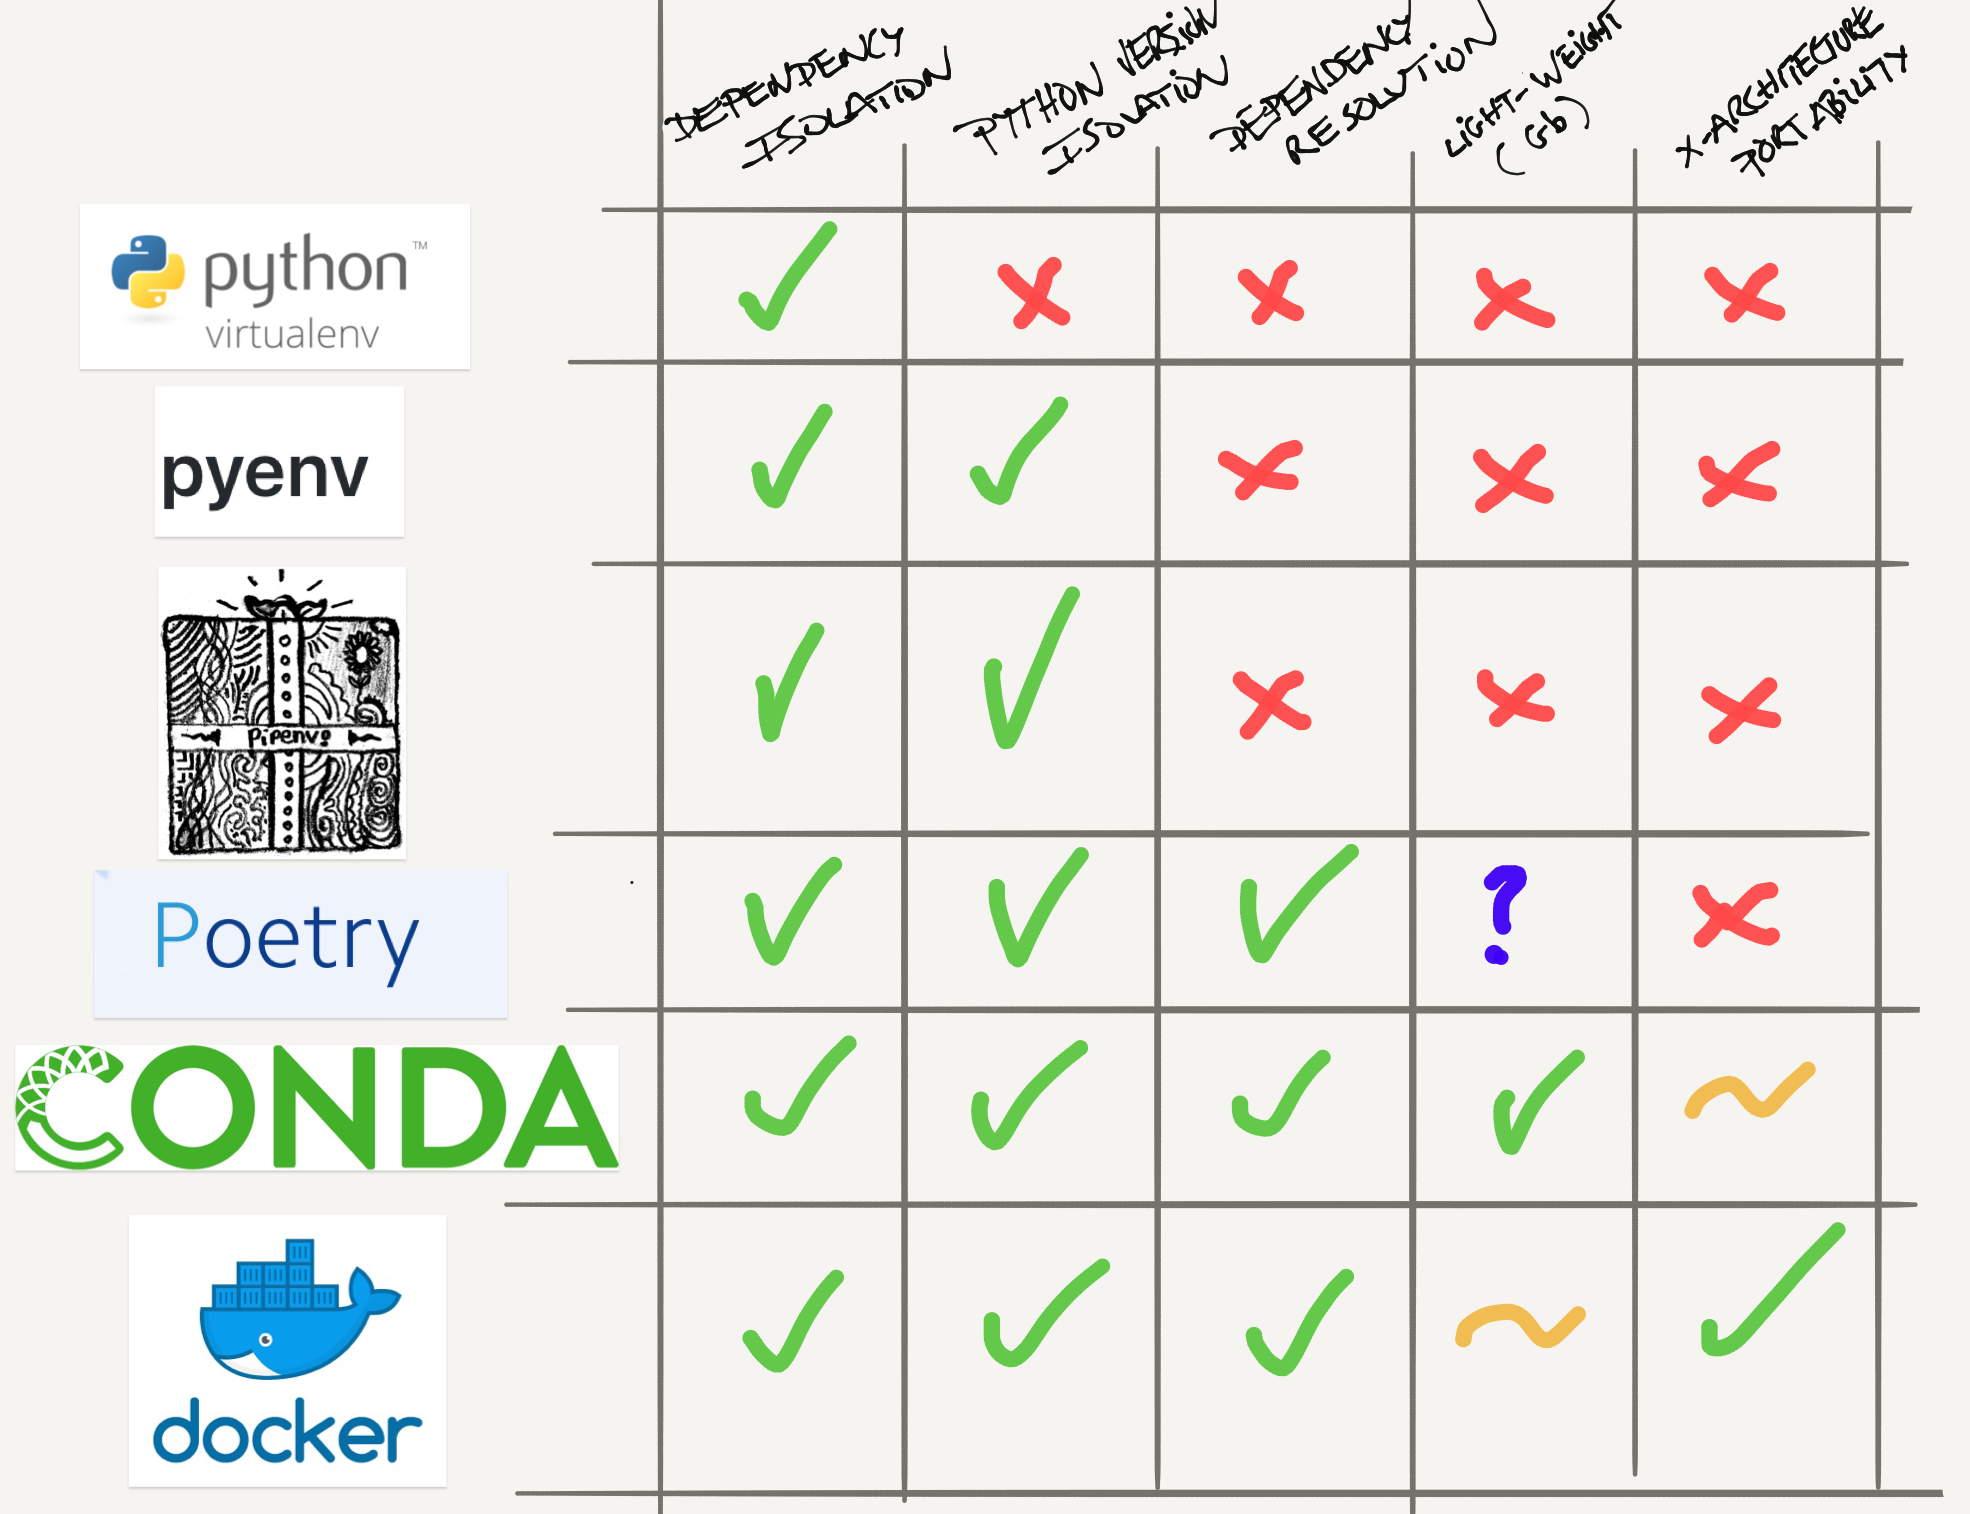 DEPENDENCY
ISOLATION
PYTHON VERSION
ISOLATION
DEPENDENCY
RESOLUTION
LIGHT-WEIGHT
(Gb)
X-ARCHITECTURE
PORTABILITY
python™
virtualenv
pyenv
Pipenv
Poetry
CONDA
docker